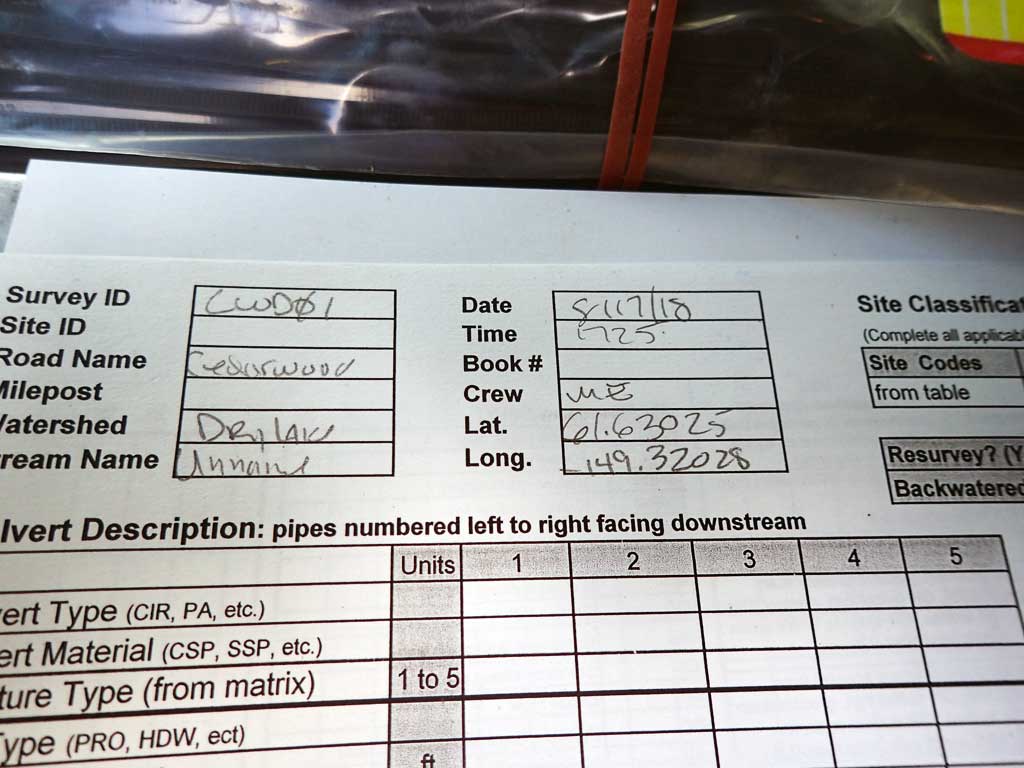 Survey ID CWD01
Site ID
Road Name Cedarwood
Milepost
Watershed Dry Lake
ream Name Unname
Date 8/17/18
Time 1725
Book #
Crew ME
Lat. 61.63025
Long. -149.32028
Site Classificat
(Complete all applicabl
Site Codes
from table
Resurvey? (Y
Backwatered
lvert Description: pipes numbered left to right facing downstream
Units 1 2 3 4 5
ert Type (CIR, PA, etc.)
ert Material (CSP, SSP, etc.)
ture Type (from matrix) 1 to 5
ype (PRO, HDW, ect)
ft